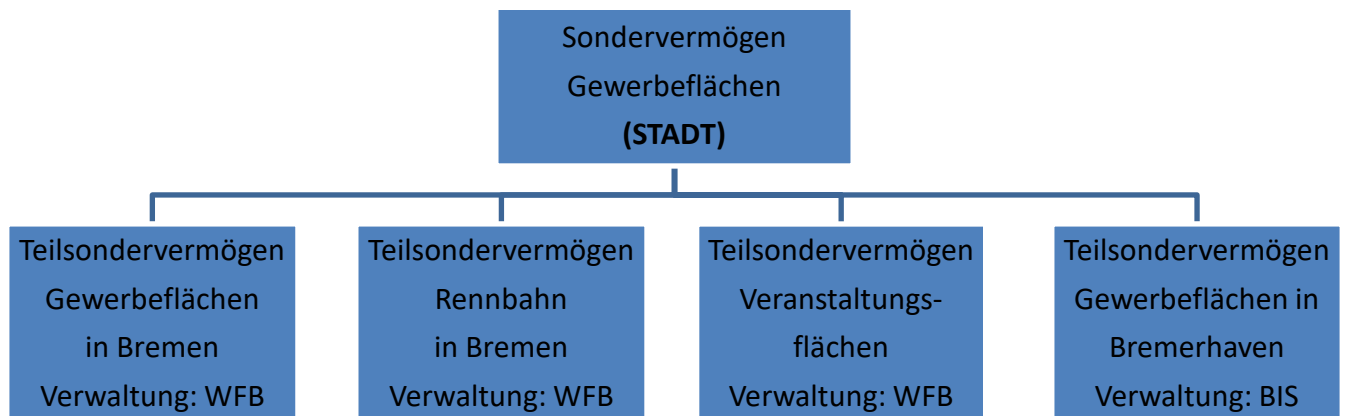 Sondervermögen
Gewerbeflächen
(STADT)
Teilsondervermögen
Gewerbeflächen
in Bremen
Verwaltung: WFB
Teilsondervermögen
Rennbahn
in Bremen
Verwaltung: WFB
Teilsondervermögen
Veranstaltungs-
flächen
Verwaltung: WFB
Teilsondervermögen
Gewerbeflächen in
Bremerhaven
Verwaltung: BIS